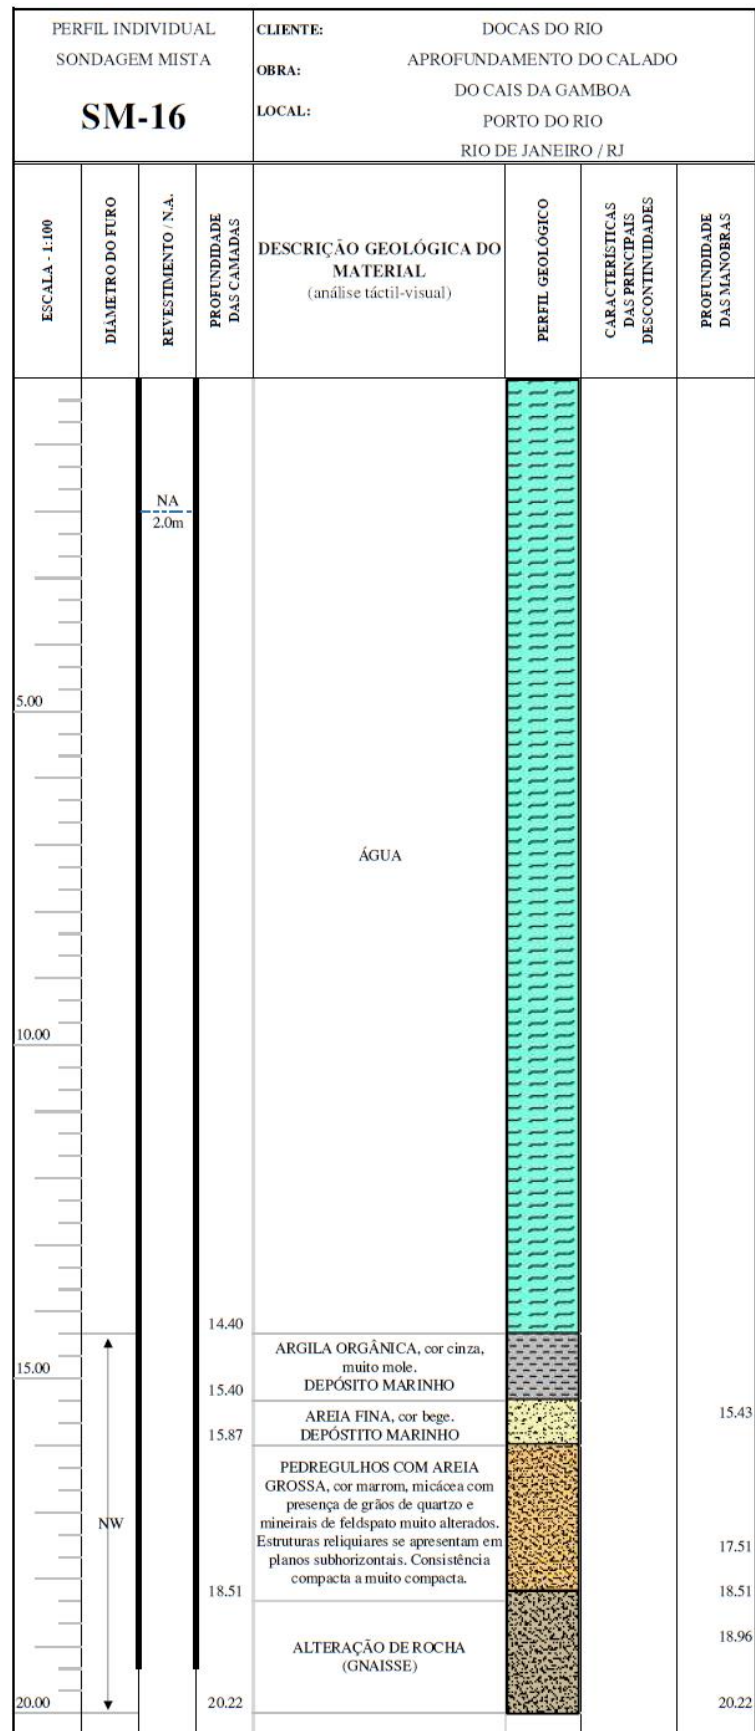 PERFIL INDIVIDUAL
SONDAGEM MISTA
SM-16
CLIENTE:
OBRA:
LOCAL:
DOCAS DO RIO
APROFUNDAMENTO DO CALADO
DO CAIS DA GAMBOA
PORTO DO RIO
RIO DE JANEIRO / RJ
ESCALA - 1:100
DIÂMETRO DO FURO
REVESTIMENTO / N.A.
PROFUNDIDADE
DAS CAMADAS
DESCRIÇÃO GEOLÓGICA DO
MATERIAL
(análise táctil-visual)
PERFIL GEOLÓGICO
CARACTERÍSTICAS
DAS PRINCIPAIS
DESCONTINUIDADES
PROFUNDIDADE
DAS MANOBRAS
NA
2.0m
5.00
ÁGUA
10.00
14.40
ARGILA ORGÂNICA, cor cinza,
muito mole.
DEPÓSITO MARINHO
15.00
15.40
AREIA FINA, cor bege.
DEPÓSTITO MARINHO
15.43
15.87
PEDREGULHOS COM AREIA
GROSSA, cor marrom, micácea com
presença de grãos de quartzo e
mineirais de feldspato muito alterados.
Estruturas reliquiares se apresentam em
planos subhorizontais. Consistência
compacta a muito compacta.
NW
17.51
18.51
18.51
18.96
ALTERAÇÃO DE ROCHA
(GNAISSE)
20.00
20.22
20.22